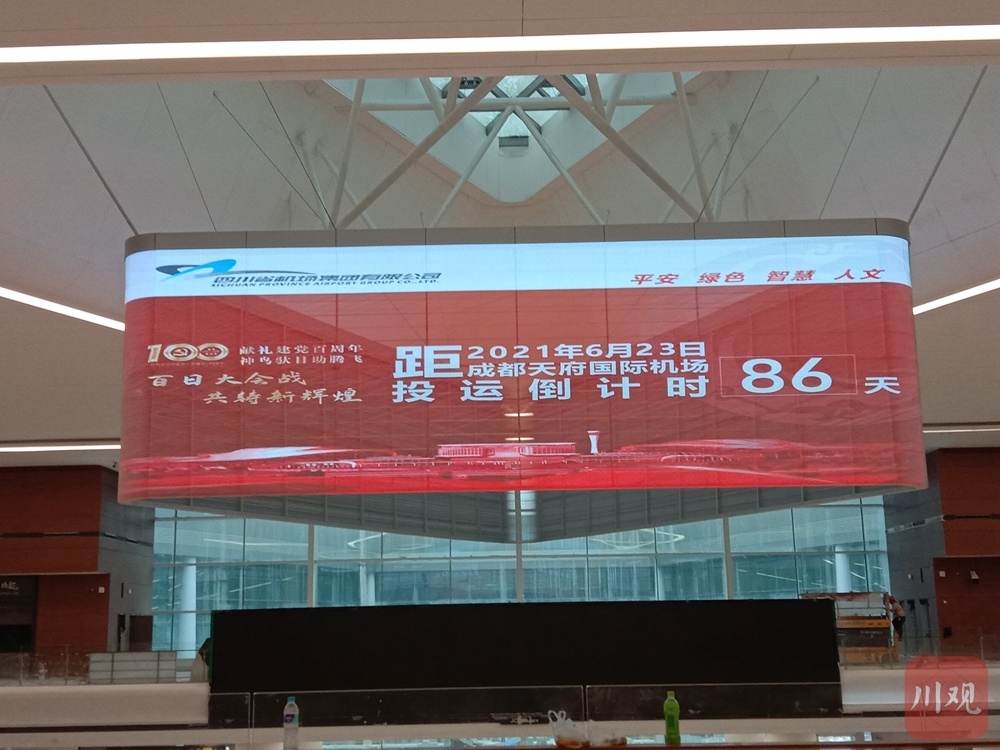 四川省机场集团有限公司
SICHUAN PROVINCE AIRPORT GROUP CO.,LTD.
平安 绿色 智慧 人文
100
献礼建党百周年
神鸟驮日助腾飞
百日大会战
共铸新辉煌
距2021年6月23日
成都天府国际机场
投运倒计时 86 天
川观